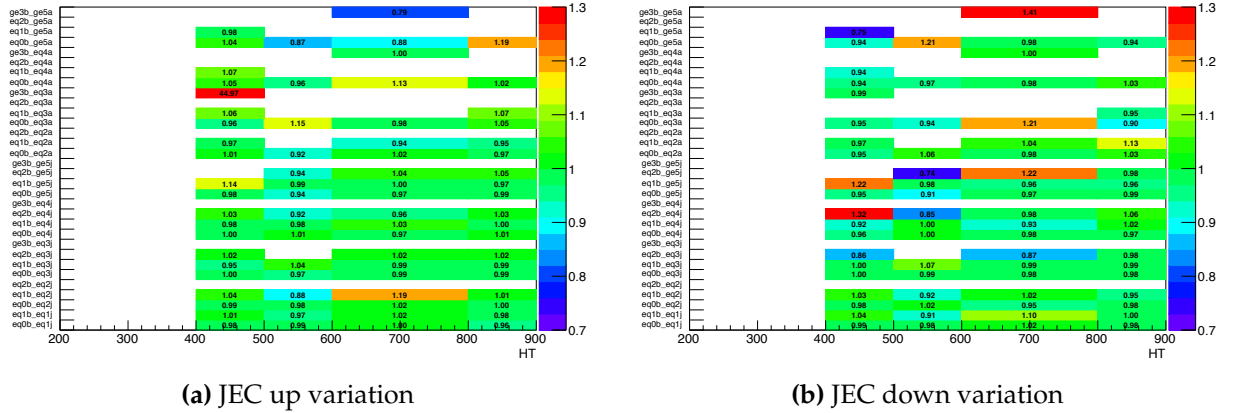 ge3b_ge5a 0.79
eq2b_ge5a
eq1b_ge5a 0.98
eq0b_ge5a 1.04 0.87 0.88 1.19
ge3b_eq4a 1.00
eq2b_eq4a
eq1b_eq4a 1.07
eq0b_eq4a 1.05 0.96 1.13 1.02
ge3b_eq3a 44.97
eq2b_eq3a
eq1b_eq3a 1.06 1.07
eq0b_eq3a 0.96 1.15 0.98 1.05
eq2b_eq2a
eq1b_eq2a 0.97 0.94 0.95
eq0b_eq2a 1.01 0.92 1.02 0.97
ge3b_ge5j
eq2b_ge5j 0.94 1.04 1.05
eq1b_ge5j 1.14 0.99 1.00 0.97
eq0b_ge5j 0.98 0.94 0.97 0.99
ge3b_eq4j
eq2b_eq4j 1.03 0.92 0.96 1.03
eq1b_eq4j 0.98 0.98 1.03 1.00
eq0b_eq4j 1.00 1.01 0.97 1.01
ge3b_eq3j
eq2b_eq3j 1.02 1.02 1.02
eq1b_eq3j 0.95 1.04 0.99 0.99
eq0b_eq3j 1.00 0.97 0.99 0.99
eq2b_eq2j
eq1b_eq2j 1.04 0.88 1.19 1.01
eq0b_eq2j 0.99 0.98 1.02 1.00
eq1b_eq1j 1.01 0.97 1.02 0.98
eq0b_eq1j 0.98 0.99 1.00 0.96
200 300 400 500 600 700 800 900
HT
1.3
1.2
1.1
1
0.9
0.8
0.7
(a) JEC up variation
ge3b_ge5a 1.41
eq2b_ge5a
eq1b_ge5a 0.75
eq0b_ge5a 0.94 1.21 0.98 0.94
ge3b_eq4a 1.00
eq2b_eq4a
eq1b_eq4a 0.94
eq0b_eq4a 0.94 0.97 0.98 1.03
ge3b_eq3a 0.99
eq2b_eq3a
eq1b_eq3a 0.95
eq0b_eq3a 0.95 0.94 1.21 0.90
eq2b_eq2a
eq1b_eq2a 0.97 1.04 1.13
eq0b_eq2a 0.95 1.06 0.98 1.03
ge3b_ge5j
eq2b_ge5j 0.74 1.22 0.98
eq1b_ge5j 1.22 0.98 0.96 0.96
eq0b_ge5j 0.95 0.91 0.97 0.99
ge3b_eq4j
eq2b_eq4j 1.32 0.85 0.98 1.06
eq1b_eq4j 0.92 1.00 0.93 1.02
eq0b_eq4j 0.96 1.00 0.98 0.97
ge3b_eq3j
eq2b_eq3j 0.86 0.87 0.98
eq1b_eq3j 1.00 1.07 0.99 0.99
eq0b_eq3j 1.00 0.99 0.98 0.98
eq2b_eq2j
eq1b_eq2j 1.03 0.92 1.02 0.95
eq0b_eq2j 0.98 1.02 0.95 0.98
eq1b_eq1j 1.04 0.91 1.10 1.00
eq0b_eq1j 0.99 0.98 1.02 0.98
200 300 400 500 600 700 800 900
HT
1.3
1.2
1.1
1
0.9
0.8
0.7
(b) JEC down variation